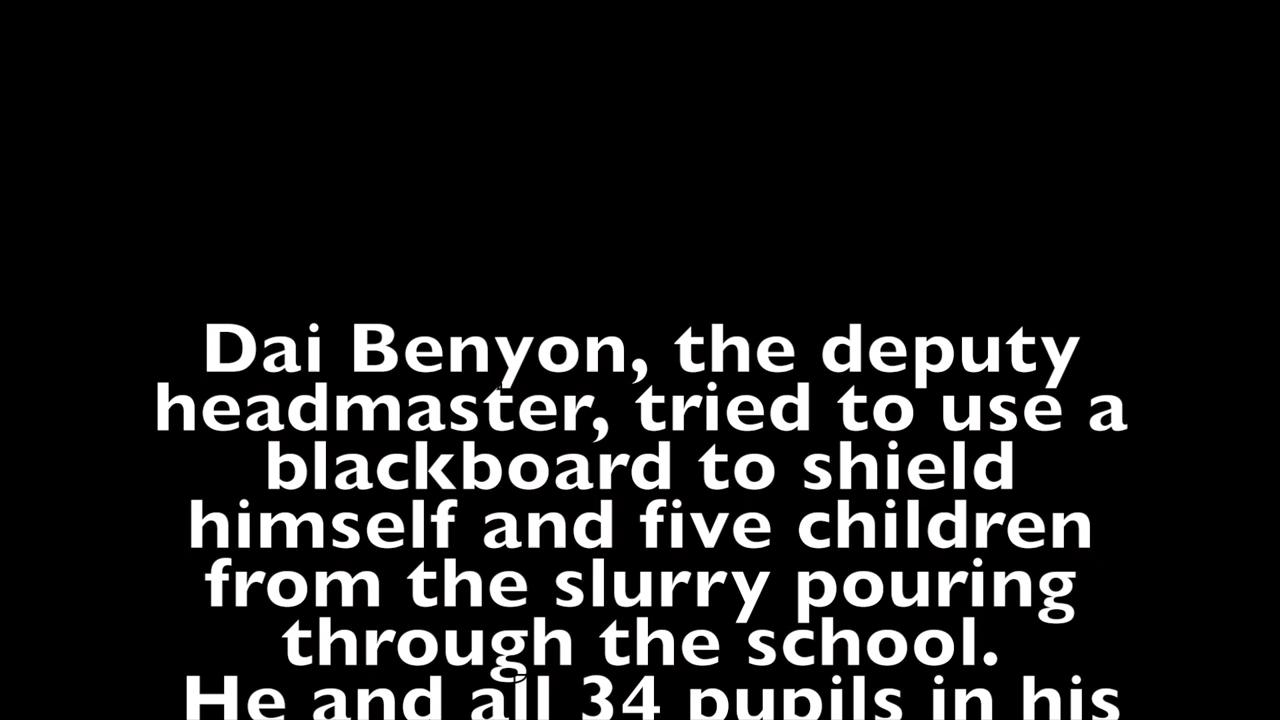 Dai Benyon, the deputy
headmaster, tried to use a
blackboard to shield
himself and five children
from the slurry pouring
through the school.
He and all 34 pupils in his